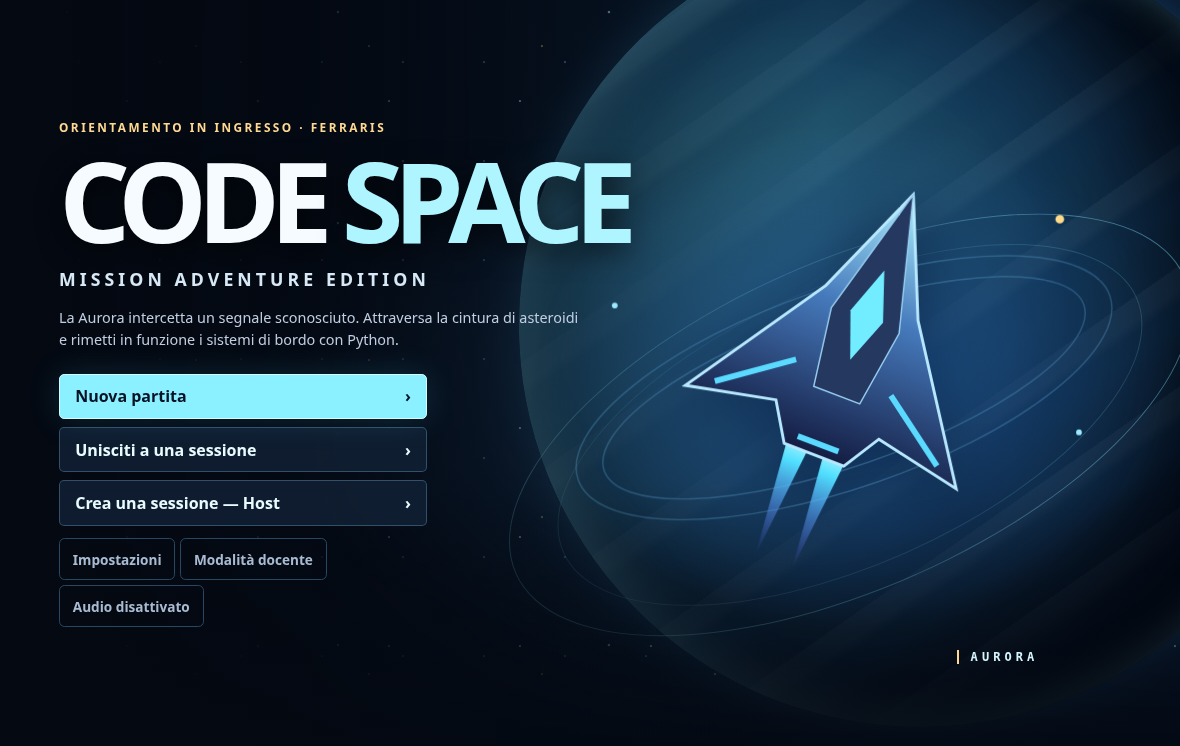 ORIENTAMENTO IN INGRESSO · FERRARIS
CODE SPACE
MISSION ADVENTURE EDITION
La Aurora intercetta un segnale sconosciuto. Attraversa la cintura di asteroidi
e rimetti in funzione i sistemi di bordo con Python.
Nuova partita ›
Unisciti a una sessione ›
Crea una sessione — Host ›
Impostazioni Modalità docente
Audio disattivato
AURORA